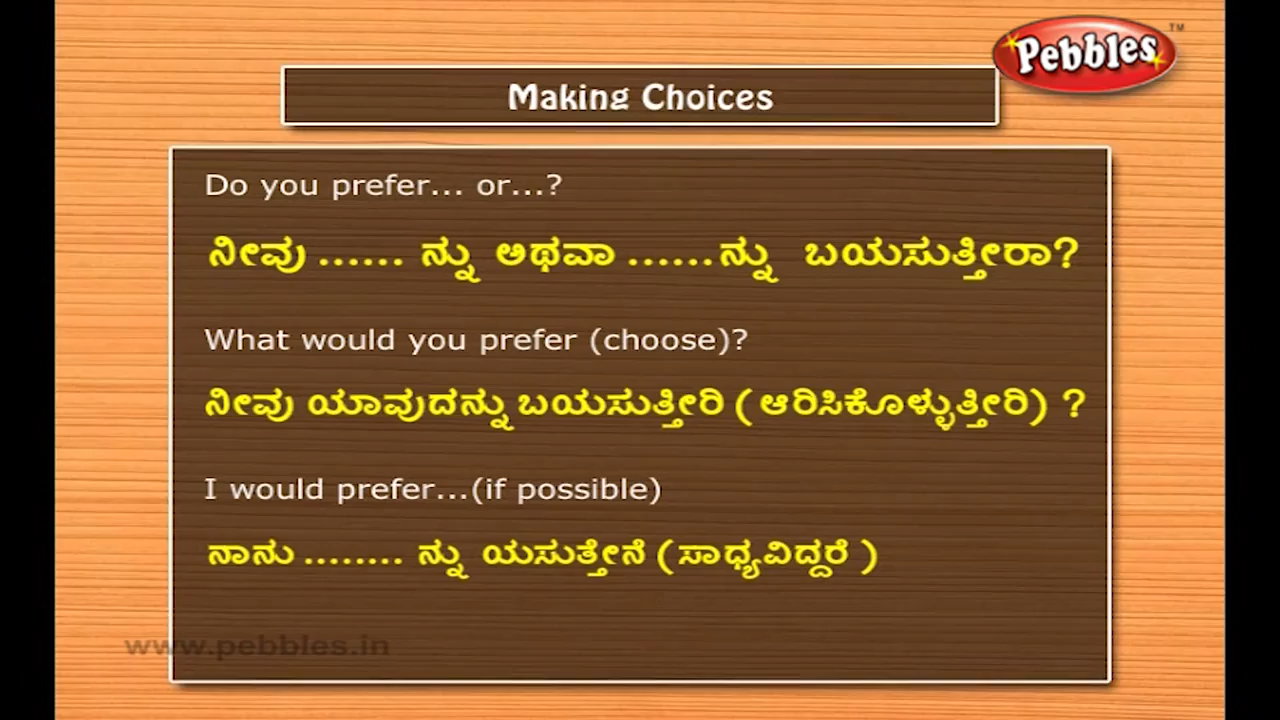 Pebbles TM
Making Choices
Do you prefer... or...?
ನೀವು ...... ನ್ನು ಅಥವಾ ......ನ್ನು ಬಯಸುತ್ತೀರಾ?
What would you prefer (choose)?
ನೀವು ಯಾವುದನ್ನು ಬಯಸುತ್ತೀರಿ (ಆರಿಸಿಕೊಳ್ಳುತ್ತೀರಿ) ?
I would prefer...(if possible)
ನಾನು ........ ನ್ನು ಯಸುತ್ತೇನೆ (ಸಾಧ್ಯವಿದ್ದರೆ )
www.pebbles.in